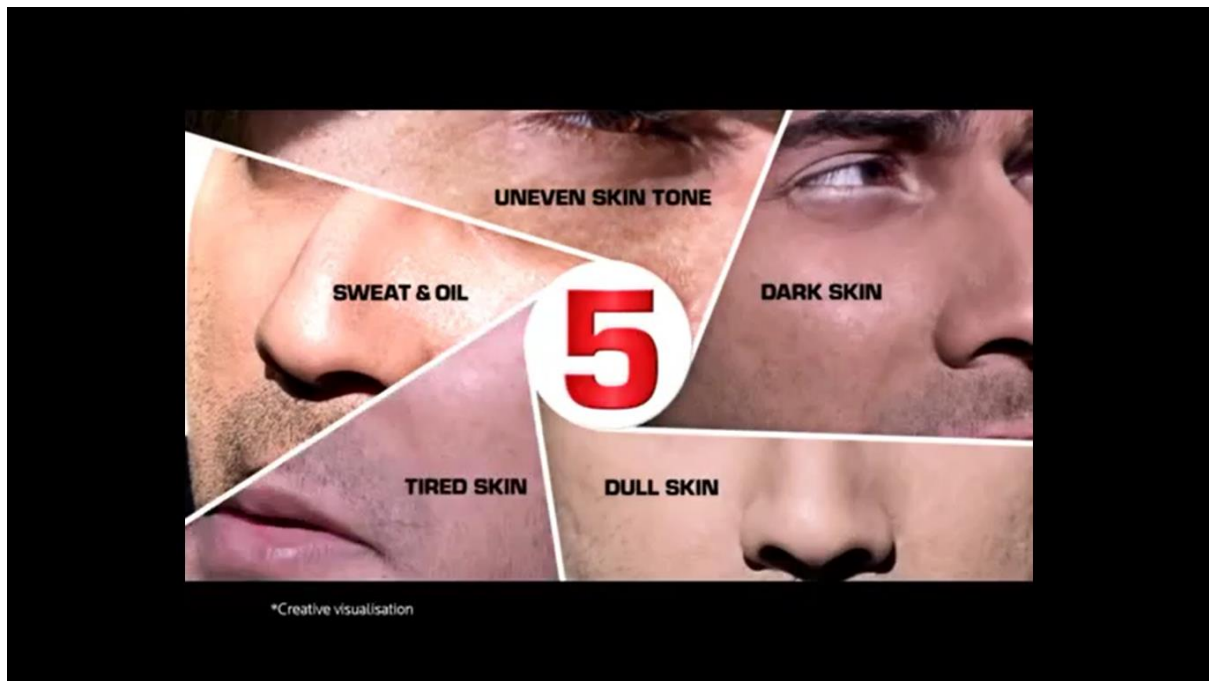 UNEVEN SKIN TONE
SWEAT & OIL
DARK SKIN
5
TIRED SKIN
DULL SKIN
*Creative visualisation